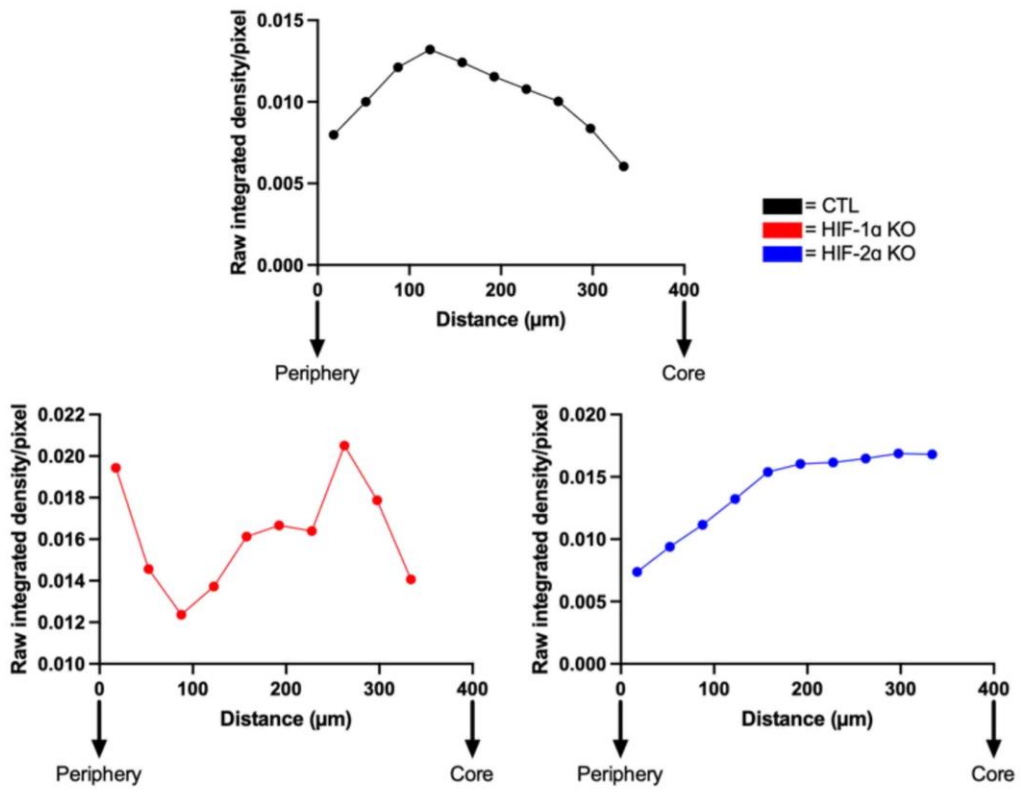 Raw integrated density/pixel
0.015
0.010
0.005
0.000
0 100 200 300 400
Distance (µm)
Periphery Core
= CTL
= HIF-1α KO
= HIF-2α KO
Raw integrated density/pixel
0.022
0.020
0.018
0.016
0.014
0.012
0.010
0 100 200 300 400
Distance (µm)
Periphery Core
Raw integrated density/pixel
0.020
0.015
0.010
0.005
0.000
0 100 200 300 400
Distance (µm)
Periphery Core